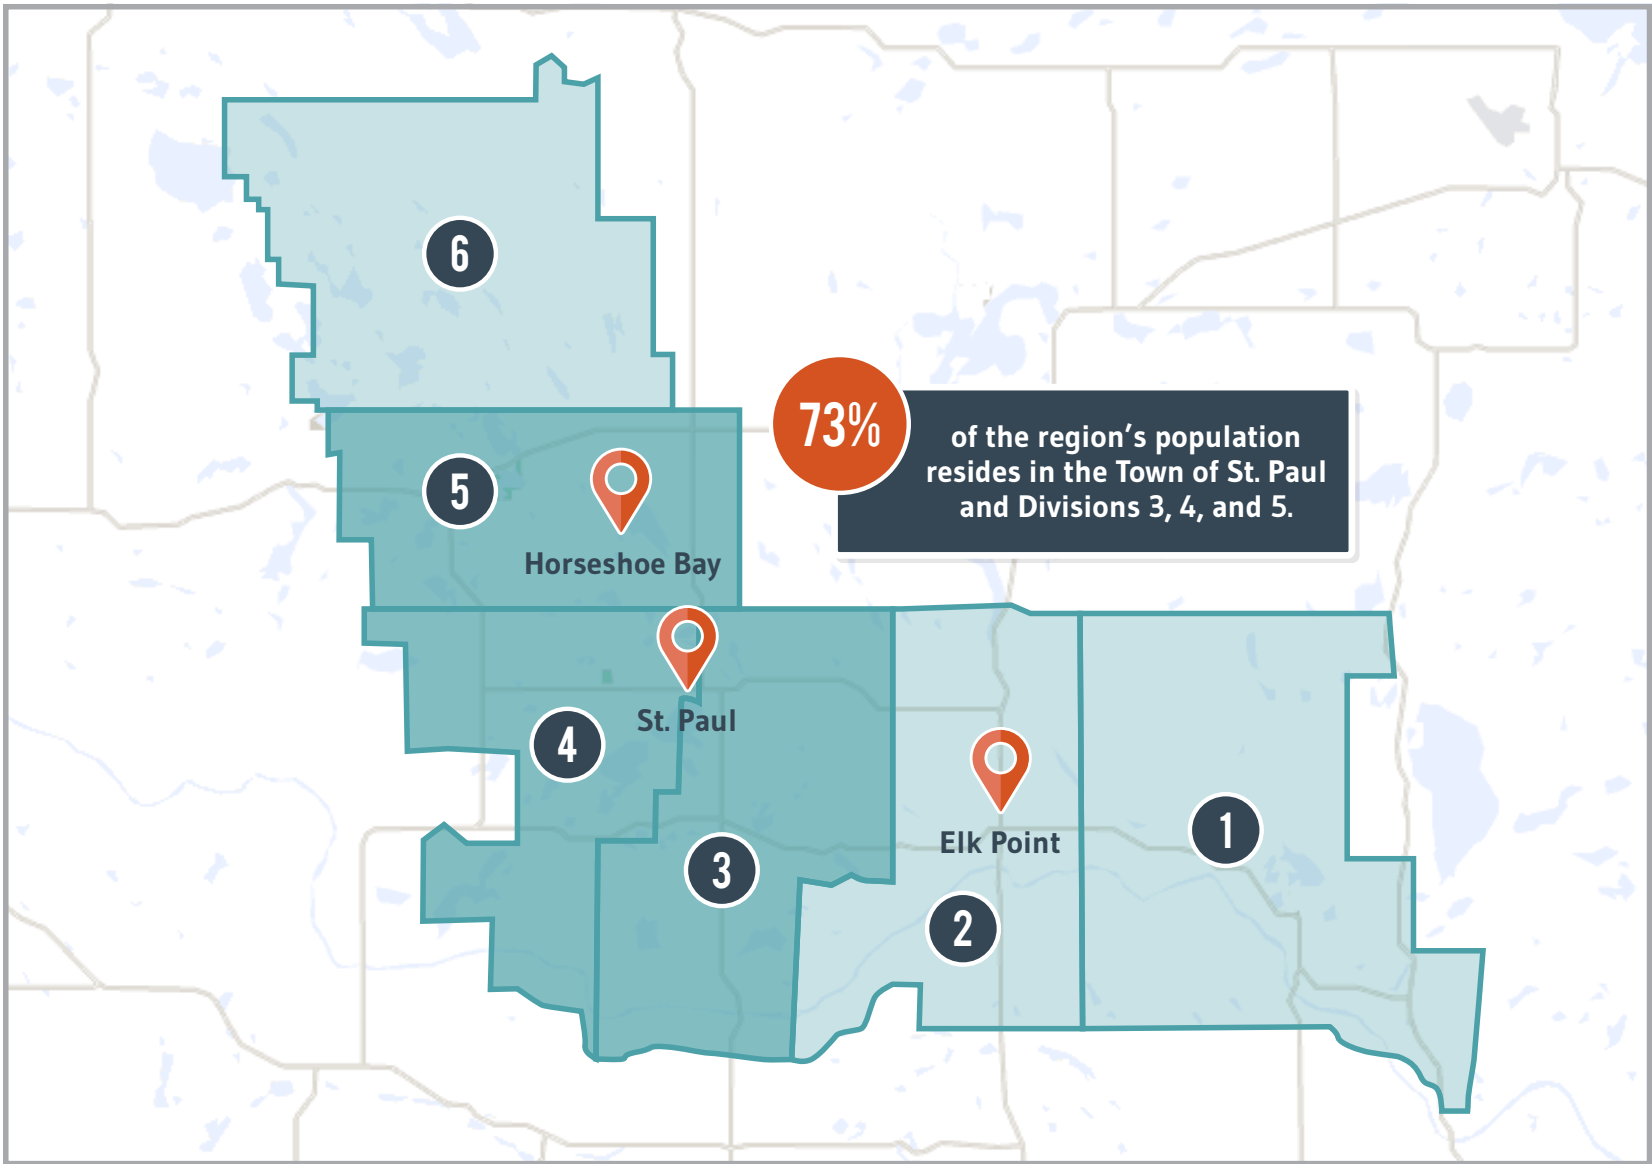 6
73%
of the region's population
resides in the Town of St. Paul
and Divisions 3, 4, and 5.
5
Horseshoe Bay
St. Paul
4
Elk Point
1
3
2